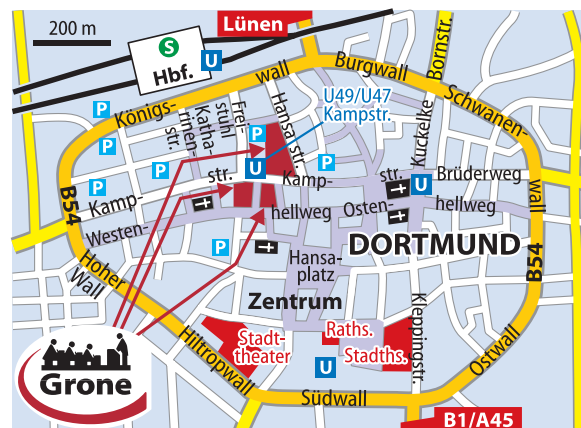 Lünen
200 m
S
Hbf.
U
Burgwall
Bornstr.
wall
Königs-
P
P
P
P
P
P
P
P
Katha-
rinen-
str.
Frei-
stuhl
Hansastr.
U49/U47
Kampstr.
Kuckelke
Schwanen-
wall
U
str.
Kamp-
str.
Brüderweg
U
B54
Kamp-
Westen-
hellweg
Osten-
hellweg
Hansa-
platz
DORTMUND
B54
Hoher
Wall
Zentrum
Hiltropwall
Stadt-
theater
Raths.
Stadths.
Kleppingstr.
Ostwall
U
Südwall
Grone
B1/A45